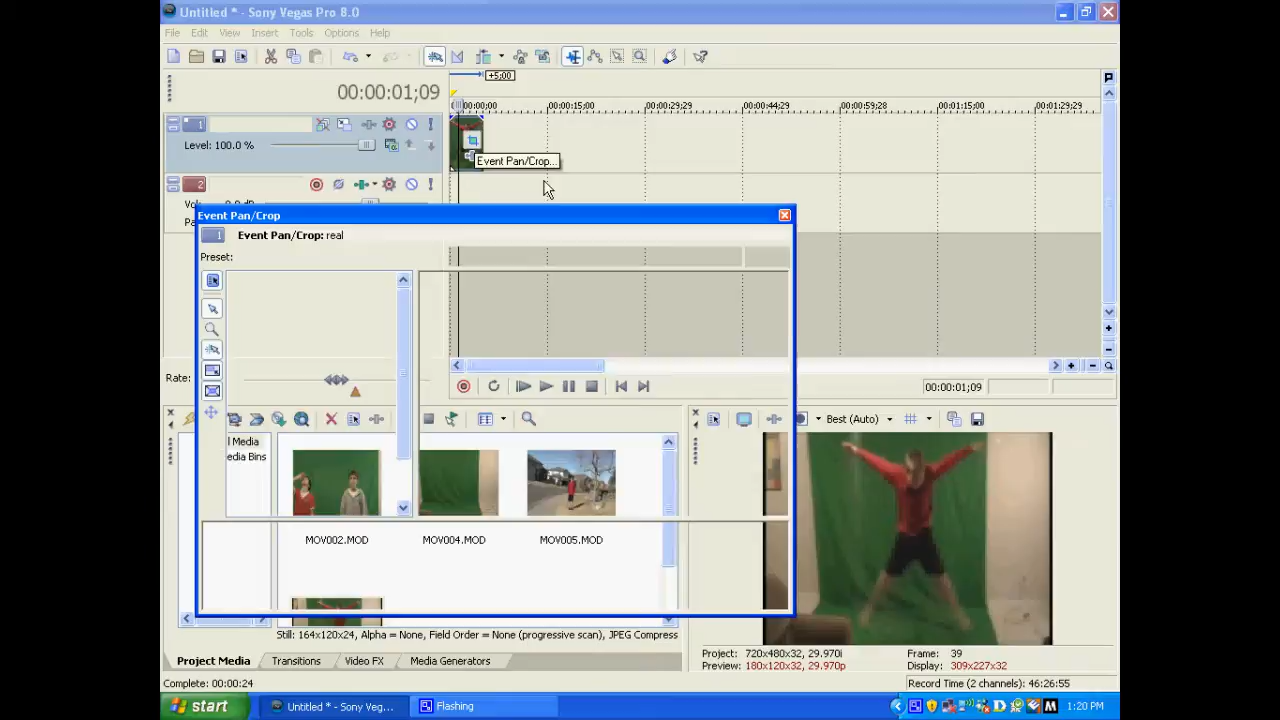 Untitled * - Sony Vegas Pro 8.0
File Edit View Insert Tools Options Help
+5;00
00:00:01;09
00:00:00 00:00:15;00 00:00:29;29 00:00:44;29 00:00:59;28 00:01:15;00 00:01:29;29
1
Level: 100.0 %
Event Pan/Crop...
2
Event Pan/Crop
1 Event Pan/Crop: real
Preset:
Rate:
00:00:01;09
Best (Auto)
l Media
edia Bins
MOV002.MOD MOV004.MOD MOV005.MOD
Still: 164x120x24, Alpha = None, Field Order = None (progressive scan), JPEG Compress
Project: 720x480x32, 29.970i Frame: 39
Preview: 180x120x32, 29.970p Display: 309x227x32
Project Media Transitions Video FX Media Generators
Complete: 00:00:24
Record Time (2 channels): 46:26:55
start Untitled * - Sony Veg... Flashing 1:20 PM